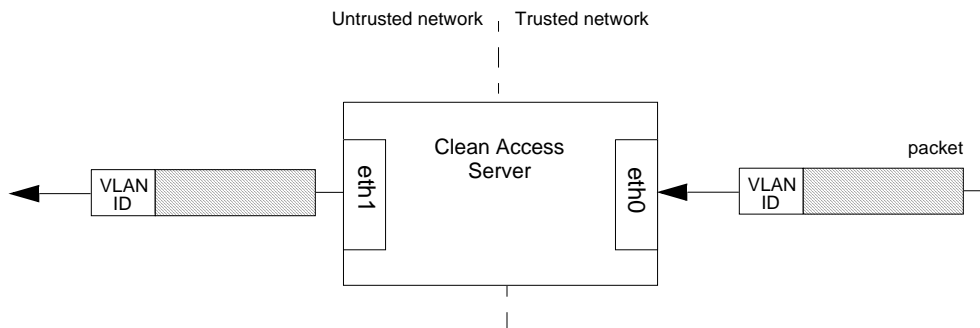 Untrusted network
Trusted network
Clean Access
Server
eth1
eth0
packet
VLAN
ID
VLAN
ID